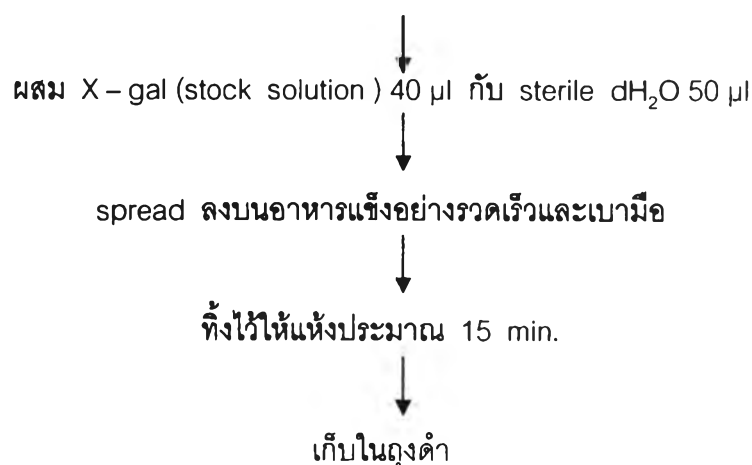 ผสม X – gal (stock solution ) 40 µl กับ sterile dH₂O 50 µl
spread ลงบนอาหารแข็งอย่างรวดเร็วและเบามือ
ทิ้งไว้ให้แห้งประมาณ 15 min.
เก็บในถุงดำ